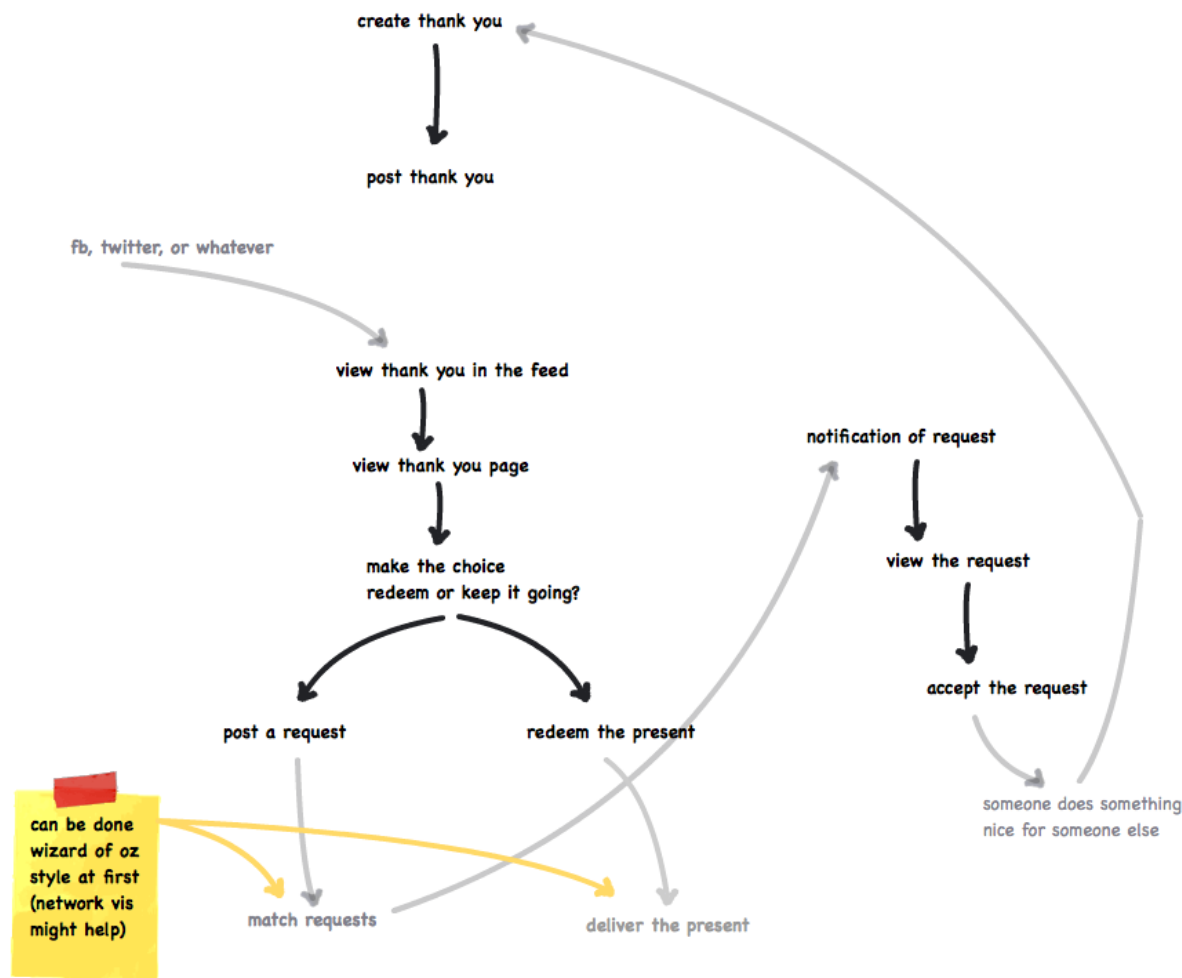 create thank you
post thank you
fb, twitter, or whatever
view thank you in the feed
view thank you page
make the choice
redeem or keep it going?
post a request
redeem the present
can be done
wizard of oz
style at first
(network vis
might help)
match requests
deliver the present
notification of request
view the request
accept the request
someone does something
nice for someone else